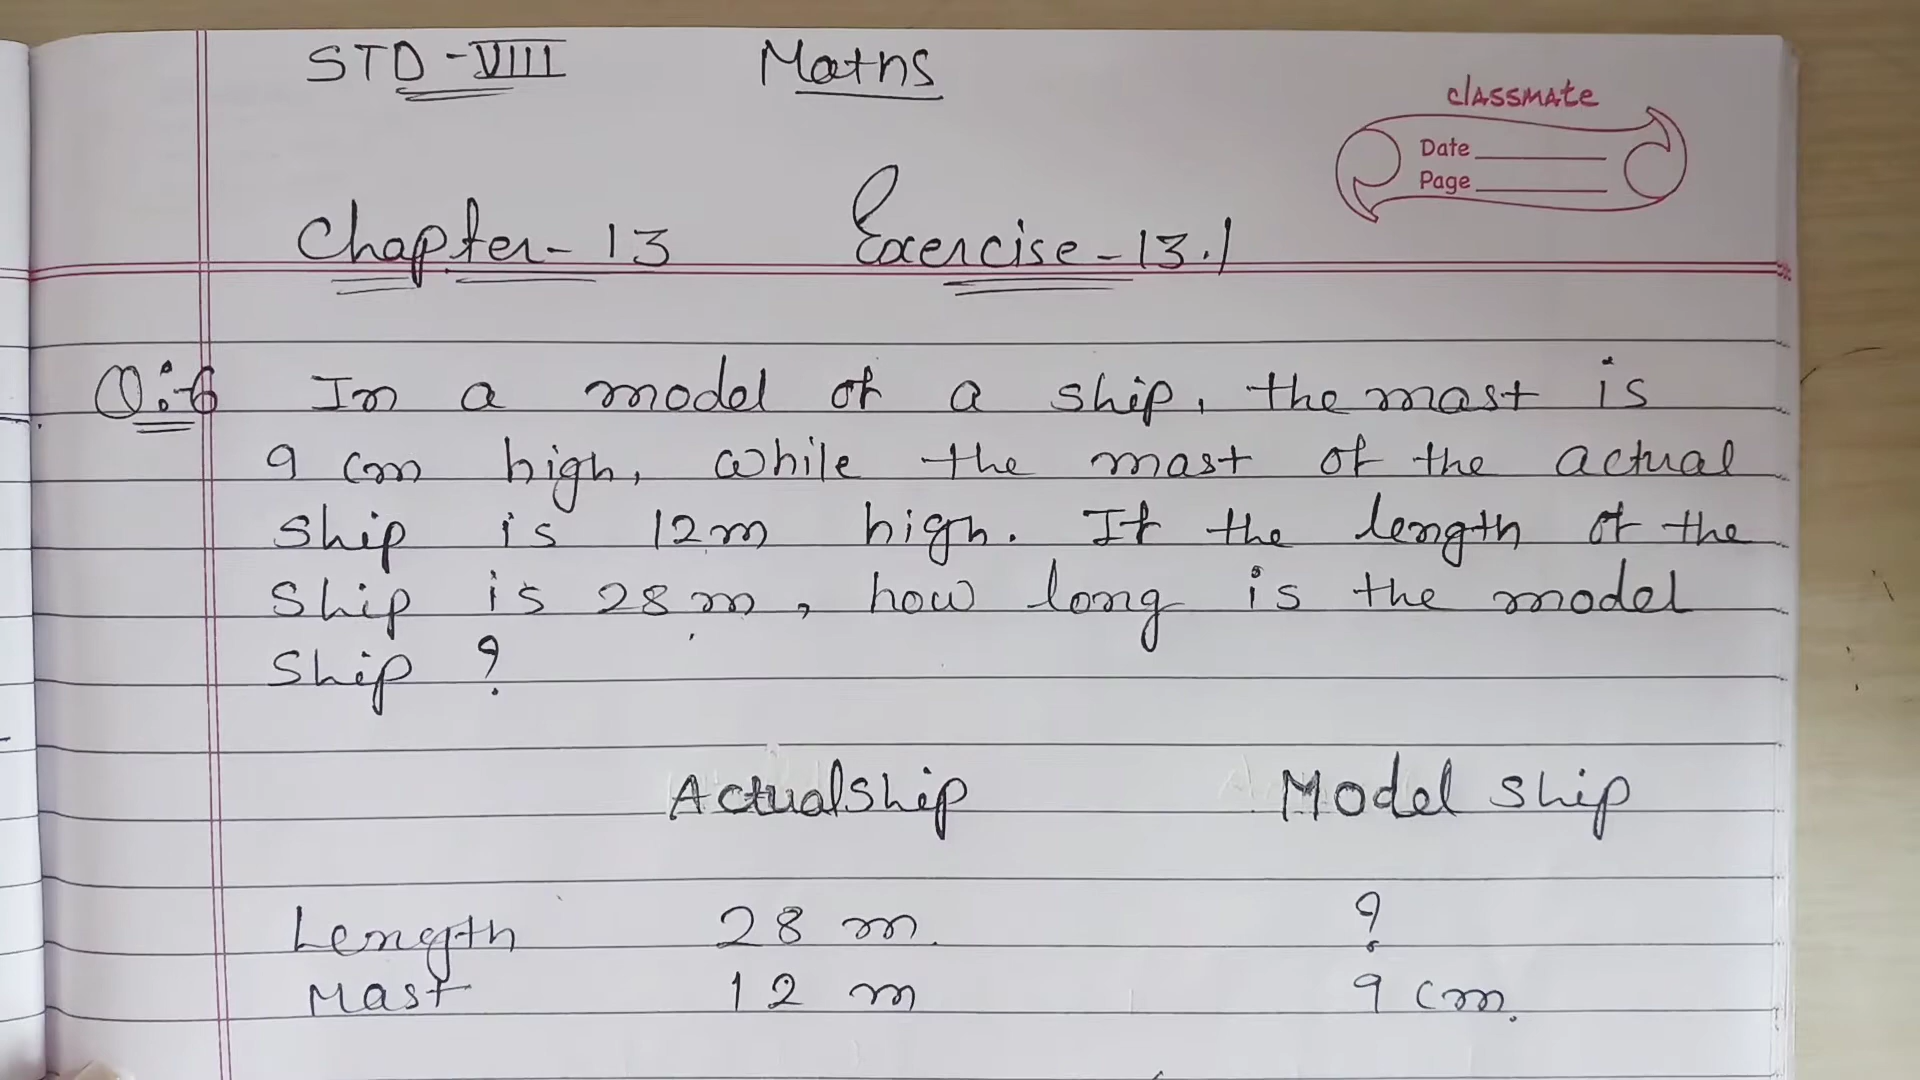 STD - VIII Maths
classmate
Date
Page
Chapter - 13 Exercise - 13.1
Q:-6 In a model of a ship, the mast is
9 cm high, while the mast of the actual
ship is 12m high. If the length of the
ship is 28 m, how long is the model
ship ?
Actual ship Model ship
Length 28 m. ?
Mast 12 m 9 cm.